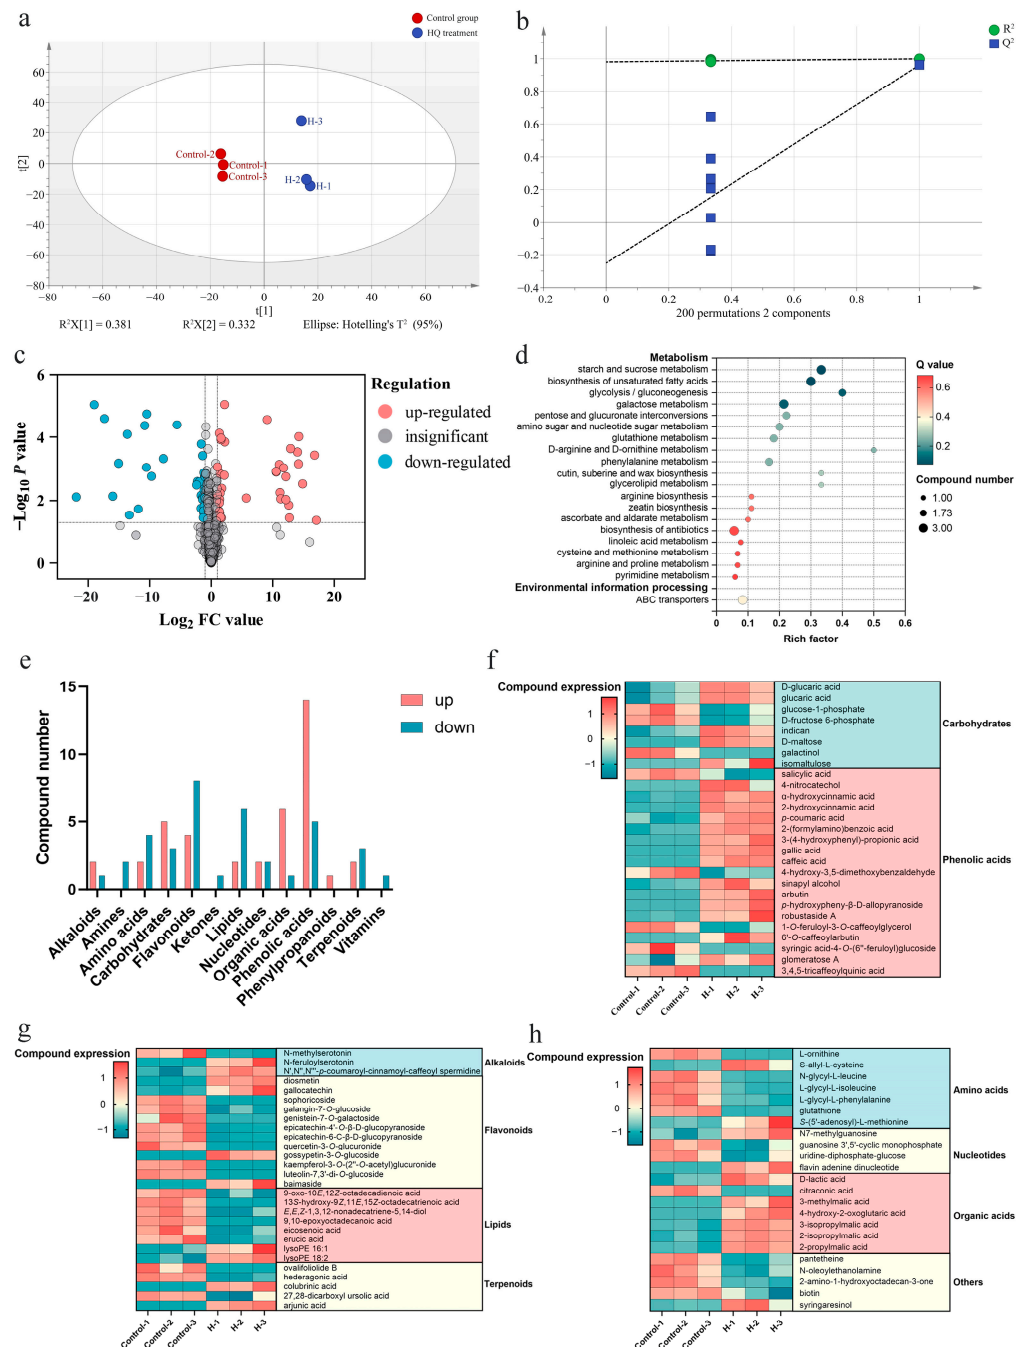 a
Control group
HQ treatment
t[2]
60
40
20
0
−20
−40
−60
−80
H-3
Control-2
Control-1
Control-3
H-2
H-1
−80 −60 −40 −20 0 20 40 60
t[1]
R²X[1] = 0.381 R²X[2] = 0.332 Ellipse: Hotelling's T² (95%)
b
R²
Q²
1
0.8
0.6
0.4
0.2
0
−0.2
−0.4
0.2 0 0.2 0.4 0.6 0.8 1
200 permutations 2 components
c
−Log10 P value
6
4
2
0
−20 −10 0 10 20
Log2 FC value
Regulation
up-regulated
insignificant
down-regulated
d
Metabolism
starch and sucrose metabolism
biosynthesis of unsaturated fatty acids
glycolysis / gluconeogenesis
galactose metabolism
pentose and glucuronate interconversions
amino sugar and nucleotide sugar metabolism
glutathione metabolism
D-arginine and D-ornithine metabolism
phenylalanine metabolism
cutin, suberine and wax biosynthesis
glycerolipid metabolism
arginine biosynthesis
zeatin biosynthesis
ascorbate and aldarate metabolism
biosynthesis of antibiotics
linoleic acid metabolism
cysteine and methionine metabolism
arginine and proline metabolism
pyrimidine metabolism
Environmental information processing
ABC transporters
0 0.1 0.2 0.3 0.4 0.5 0.6
Rich factor
Q value
0.6
0.4
0.2
Compound number
1.00
1.73
3.00
e
Compound number
15
10
5
0
up
down
Alkaloids
Amines
Amino acids
Carbohydrates
Flavonoids
Ketones
Lipids
Nucleotides
Organic acids
Phenolic acids
Phenylpropanoids
Terpenoids
Vitamins
f
Compound expression
1
0
−1
D-glucaric acid
glucaric acid
glucose-1-phosphate
D-fructose 6-phosphate
indican
D-maltose
galactinol
isomaltulose
Carbohydrates
salicylic acid
4-nitrocatechol
α-hydroxycinnamic acid
2-hydroxycinnamic acid
p-coumaric acid
2-(formylamino)benzoic acid
3-(4-hydroxyphenyl)-propionic acid
gallic acid
caffeic acid
4-hydroxy-3,5-dimethoxybenzaldehyde
sinapyl alcohol
arbutin
p-hydroxypheny-β-D-allopyranoside
robustaside A
1-O-feruloyl-3-O-caffeoylglycerol
6'-O-caffeoylarbutin
syringic acid-4-O-(6''-feruloyl)glucoside
glomeratose A
3,4,5-tricaffeoylquinic acid
Phenolic acids
Control-1 Control-2 Control-3 H-1 H-2 H-3
g
Compound expression
1
0
−1
N-methylserotonin
N-feruloylserotonin
N',N'',N'''-p-coumaroyl-cinnamoyl-caffeoyl spermidine
Alkaloids
diosmetin
gallocatechin
sophoricoside
galangin-7-O-glucoside
genistein-7-O-galactoside
epicatechin-4'-O-β-D-glucopyranoside
epicatechin-6-C-β-D-glucopyranoside
quercetin-3-O-glucuronide
gossypetin-3-O-glucoside
kaempferol-3-O-(2''-O-acetyl)glucuronide
luteolin-7,3'-di-O-glucoside
baimaside
Flavonoids
9-oxo-10E,12Z-octadecadienoic acid
13S-hydroxy-9Z,11E,15Z-octadecatrienoic acid
E,E,Z-1,3,12-nonadecatriene-5,14-diol
9,10-epoxyoctadecanoic acid
eicosenoic acid
erucic acid
lysoPE 16:1
lysoPE 18:2
Lipids
ovalifoliolide B
hederagonic acid
colubrinic acid
27,28-dicarboxyl ursolic acid
arjunic acid
Terpenoids
Control-1 Control-2 Control-3 H-1 H-2 H-3
h
Compound expression
1
0
−1
L-ornithine
S-allyl-L-cysteine
N-glycyl-L-leucine
L-glycyl-L-isoleucine
L-glycyl-L-phenylalanine
glutathione
S-(5'-adenosyl)-L-methionine
Amino acids
N7-methylguanosine
guanosine 3',5'-cyclic monophosphate
uridine-diphosphate-glucose
flavin adenine dinucleotide
Nucleotides
D-lactic acid
citraconic acid
3-methylmalic acid
4-hydroxy-2-oxoglutaric acid
3-isopropylmalic acid
2-isopropylmalic acid
2-propylmalic acid
Organic acids
pantetheine
N-oleoylethanolamine
2-amino-1-hydroxyoctadecan-3-one
biotin
syringaresinol
Others
Control-1 Control-2 Control-3 H-1 H-2 H-3